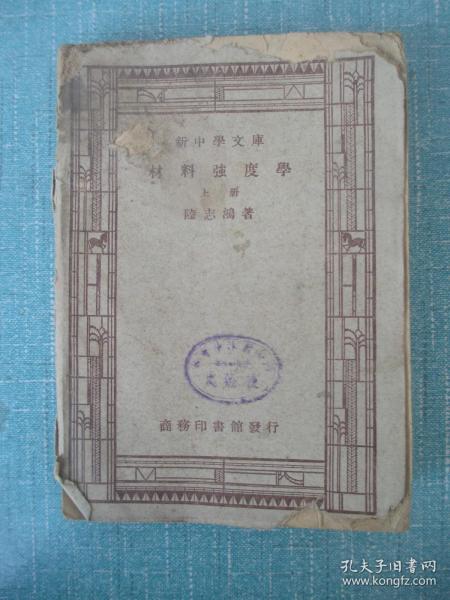 新中學文庫
材料強度學
上册
陸志鴻著
商務印書館發行
孔夫子旧书网
www.kongfz.com